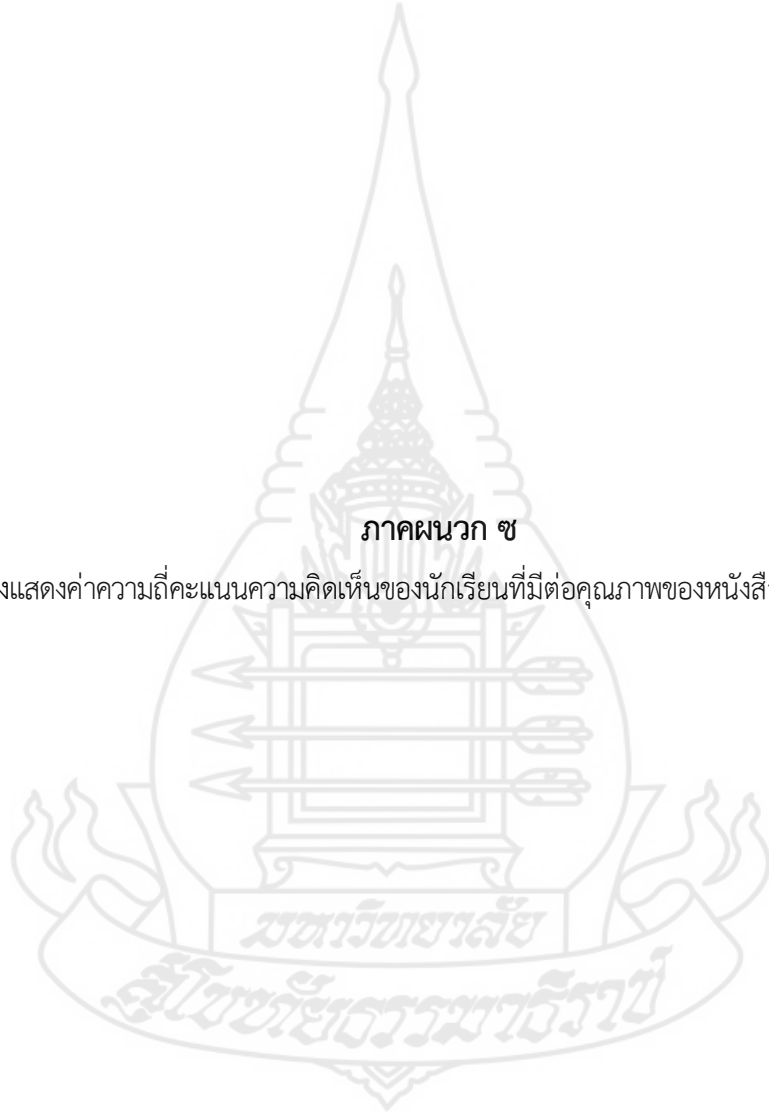 ภาคผนวก ซ
งแสดงค่าความถี่คะแนนความคิดเห็นของนักเรียนที่มีต่อคุณภาพของหนังสือ
มหาวิทยาลัย
สุโขทัยธรรมาธิราช